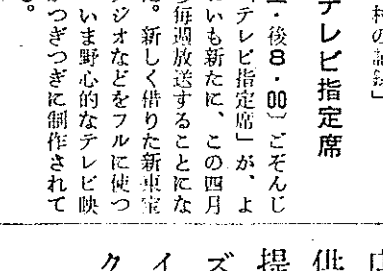 村の記録」
テレビ指定席
・後8・00〕ごぞんじ
テレビ指定席」が、よ
いも新たに、この四月
毎週放送することにな
。新しく借りた新東宝
ジオなどをフルに使つ
いま野心的なテレビ映
つぎつぎに制作されて
。
提供
クイズ